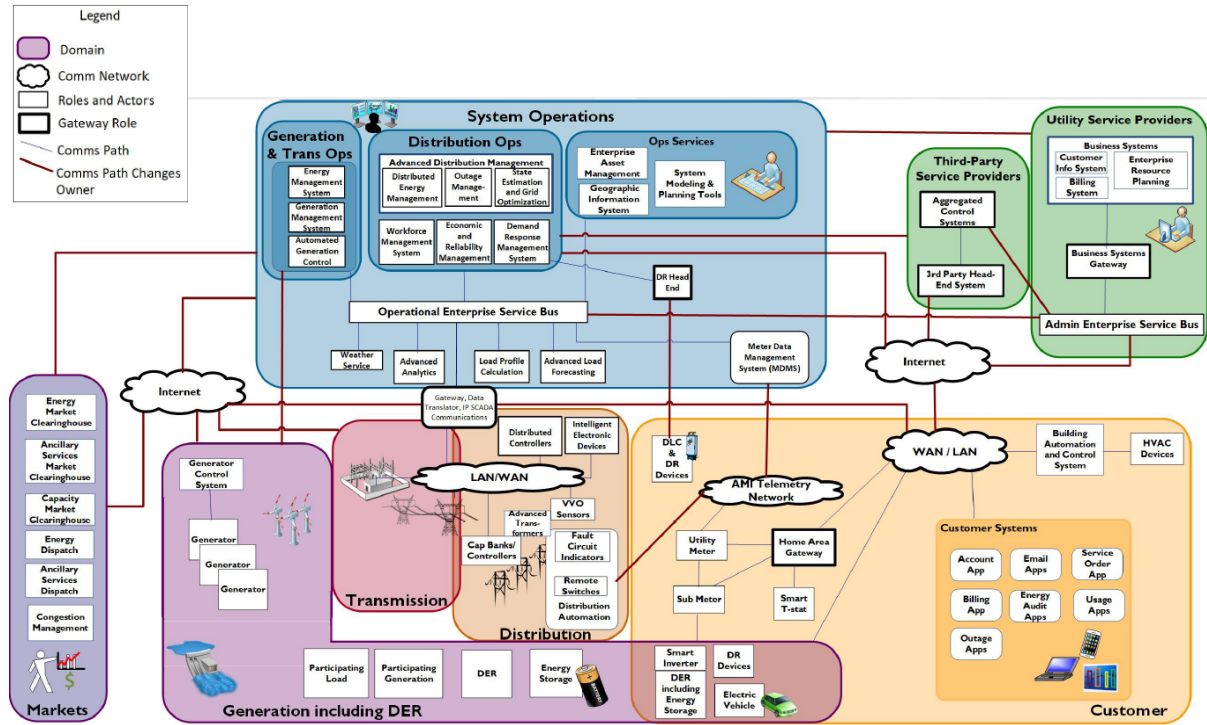 Legend
Domain
Comm Network
Roles and Actors
Gateway Role
Comms Path
Comms Path Changes
Owner
System Operations
Generation
& Trans Ops
Energy
Management
System
Generation
Management
System
Automated
Generation
Control
Distribution Ops
Advanced Distribution Management
Distributed
Energy
Management
Outage
Manage-
ment
State
Estimation
and Grid
Optimization
Workforce
Management
System
Economic
and
Reliability
Management
Demand
Response
Management
System
Ops Services
Enterprise
Asset
Management
Geographic
Information
System
System
Modeling &
Planning Tools
DR Head
End
Operational Enterprise Service Bus
Weather
Service
Advanced
Analytics
Load Profile
Calculation
Advanced Load
Forecasting
Meter Data
Management
System (MDMS)
Third-Party
Service Providers
Aggregated
Control
Systems
3rd Party Head-
End System
Utility Service Providers
Business Systems
Customer
Info System
Billing
System
Enterprise
Resource
Planning
Business Systems
Gateway
Admin Enterprise Service Bus
Internet
Internet
Energy
Market
Clearinghouse
Ancillary
Services
Market
Clearinghouse
Capacity
Market
Clearinghouse
Energy
Dispatch
Ancillary
Services
Dispatch
Congestion
Management
$
Markets
Generator
Control
System
Generator
Generator
Generator
Participating
Load
Participating
Generation
DER
Energy
Storage
BATTERY
Generation including DER
Transmission
Gateway, Data
Translator, IP SCADA
Communications
Distributed
Controllers
Intelligent
Electronic
Devices
LAN/WAN
VVO
Sensors
Advanced
Trans-
formers
Cap Banks/
Controllers
Fault
Circuit
Indicators
Remote
Switches
Distribution
Automation
Distribution
DLC
& DR
Devices
AMI Telemetry
Network
WAN / LAN
Building
Automation
and Control
System
HVAC
Devices
Utility
Meter
Home Area
Gateway
Sub Meter
Smart
T-stat
Smart
Inverter
DR
Devices
DER
including
Energy
Storage
Electric
Vehicle
Customer Systems
Account
App
Email
Apps
Service
Order
App
Billing
App
Energy
Audit
Apps
Usage
Apps
Outage
Apps
Customer